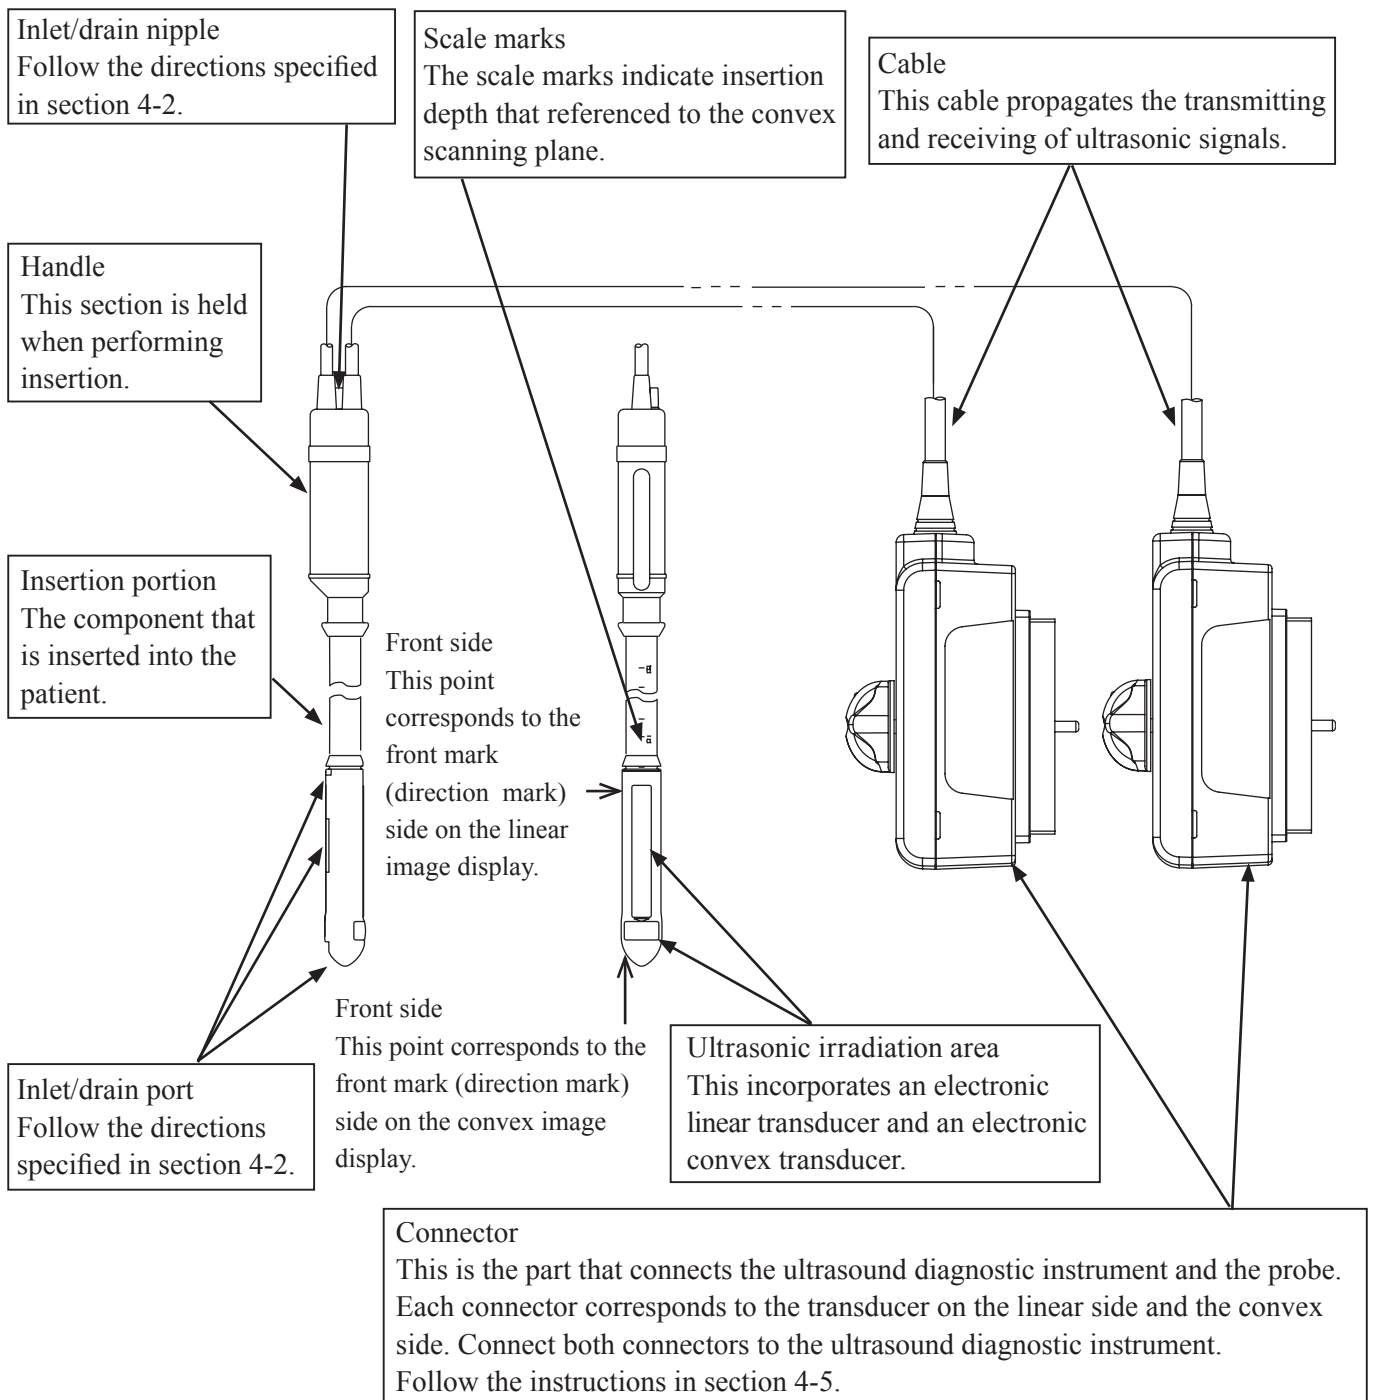 Inlet/drain nipple
Follow the directions specified
in section 4-2.
Scale marks
The scale marks indicate insertion
depth that referenced to the convex
scanning plane.
Cable
This cable propagates the transmitting
and receiving of ultrasonic signals.
Handle
This section is held
when performing
insertion.
Insertion portion
The component that
is inserted into the
patient.
Front side
This point
corresponds to the
front mark
(direction mark)
side on the linear
image display.
Front side
This point corresponds to the
front mark (direction mark)
side on the convex image
display.
Inlet/drain port
Follow the directions
specified in section 4-2.
Ultrasonic irradiation area
This incorporates an electronic
linear transducer and an electronic
convex transducer.
Connector
This is the part that connects the ultrasound diagnostic instrument and the probe.
Each connector corresponds to the transducer on the linear side and the convex
side. Connect both connectors to the ultrasound diagnostic instrument.
Follow the instructions in section 4-5.